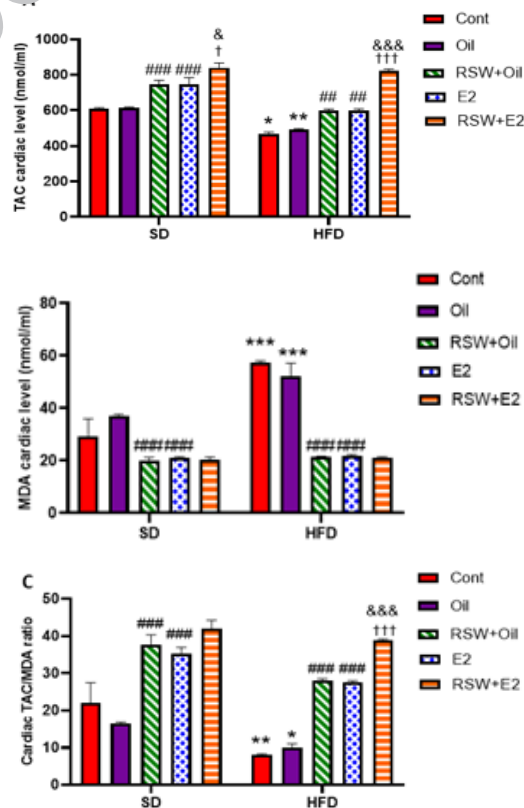 Cont
Oil
RSW+Oil
E2
RSW+E2
TAC cardiac level (nmol/ml)
1000
800
600
400
200
0
### ### & †
* ** ## ## &&& †††
SD HFD
Cont
Oil
RSW+Oil
E2
RSW+E2
MDA cardiac level (nmol/ml)
80
60
40
20
0
*** ***
SD HFD
C
Cont
Oil
RSW+Oil
E2
RSW+E2
Cardiac TAC/MDA ratio
50
40
30
20
10
0
### ###
** * ### ### &&& †††
SD HFD